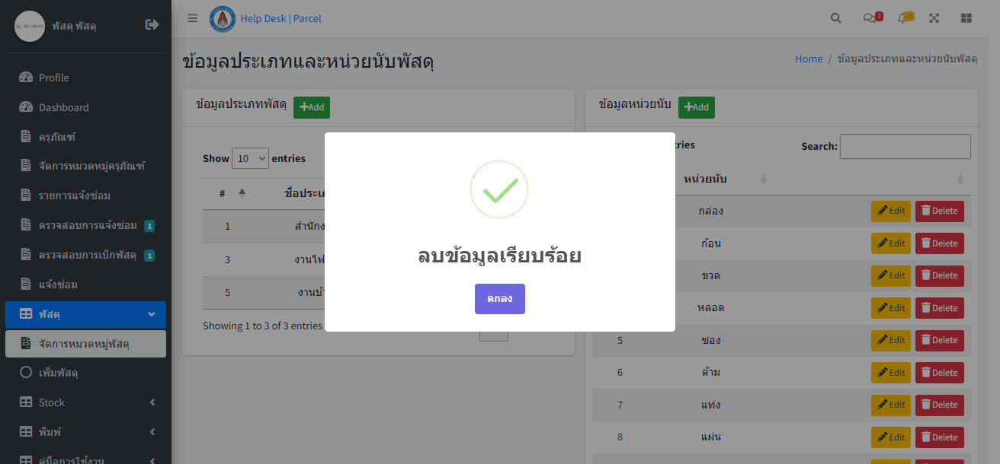 พัสดุ พัสดุ
Profile
Dashboard
ครุภัณฑ์
จัดการหมวดหมู่ครุภัณฑ์
รายการแจ้งซ่อม
ตรวจสอบการแจ้งซ่อม 1
ตรวจสอบการเบิกพัสดุ 1
แจ้งซ่อม
พัสดุ
จัดการหมวดหมู่พัสดุ
เพิ่มพัสดุ
Stock
พิมพ์
คู่มือการใช้งาน
Help Desk | Parcel
3
15
ข้อมูลประเภทและหน่วยนับพัสดุ
Home / ข้อมูลประเภทและหน่วยนับพัสดุ
ข้อมูลประเภทพัสดุ Add
Show 10 entries
# ชื่อประเภ
1 สำนักง
3 งานไฟ
5 งานบ้า
Showing 1 to 3 of 3 entries
ลบข้อมูลเรียบร้อย
ตกลง
ข้อมูลหน่วยนับ Add
tries
Search:
หน่วยนับ
กล่อง Edit Delete
ก้อน Edit Delete
ขวด Edit Delete
หลอด Edit Delete
5 ซอง Edit Delete
6 ด้าม Edit Delete
7 แท่ง Edit Delete
8 แผ่น Edit Delete